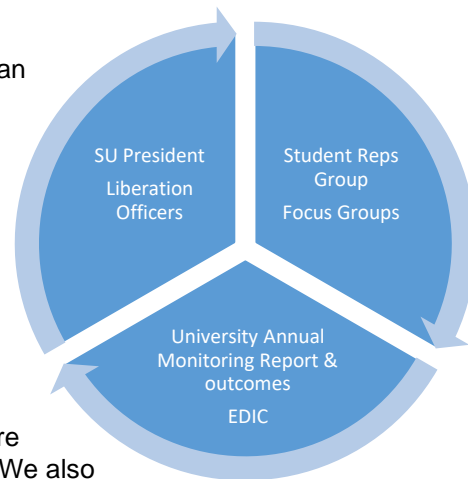 an
SU President
Liberation
Officers
Student Reps
Group
Focus Groups
University Annual
Monitoring Report &
outcomes
EDIC
re
We also